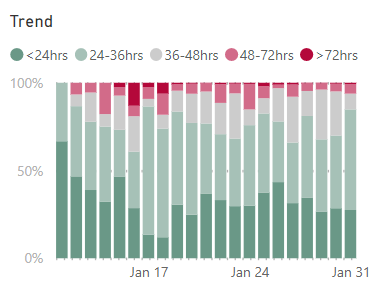 Trend
<24hrs 24-36hrs 36-48hrs 48-72hrs >72hrs
100%
50%
0%
Jan 17 Jan 24 Jan 31